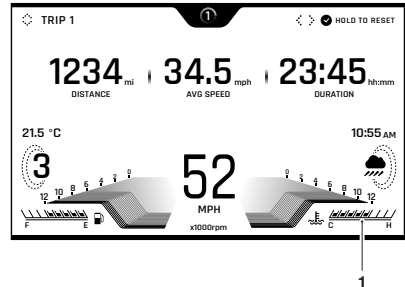 TRIP 1
1
HOLD TO RESET
1234 mi
34.5 mph
23:45 hh:mm
DISTANCE
AVG SPEED
DURATION
21.5 °C
10:55 AM
3
52
MPH
x1000rpm
0 2 4 6 8 10 12
0 2 4 6 8 10 12
F E
C H
1